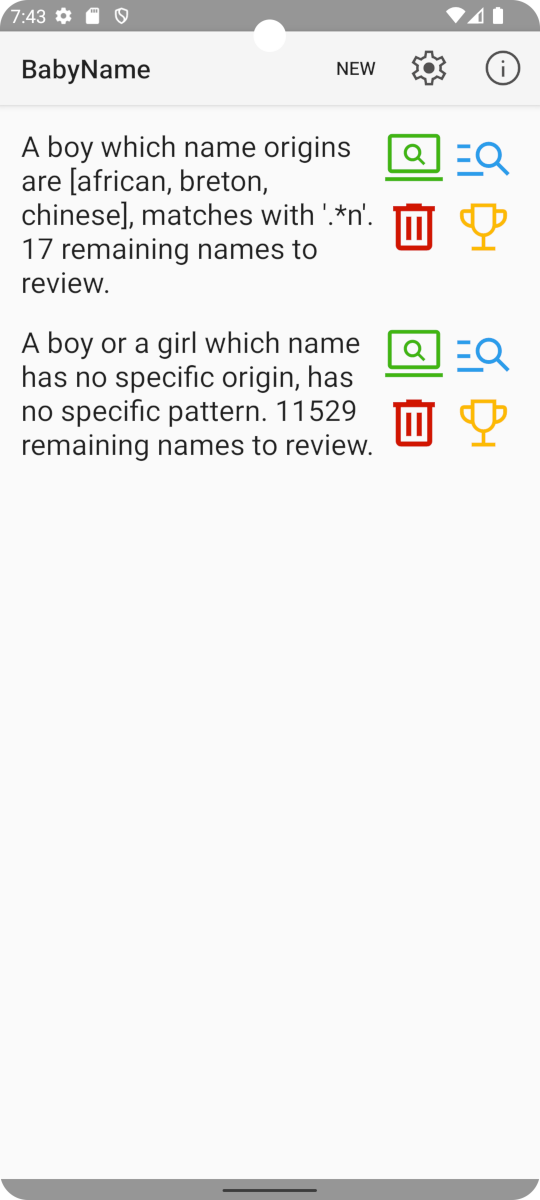 7:43
BabyName
NEW
A boy which name origins
are [african, breton,
chinese], matches with '.*n'.
17 remaining names to
review.
A boy or a girl which name
has no specific origin, has
no specific pattern. 11529
remaining names to review.